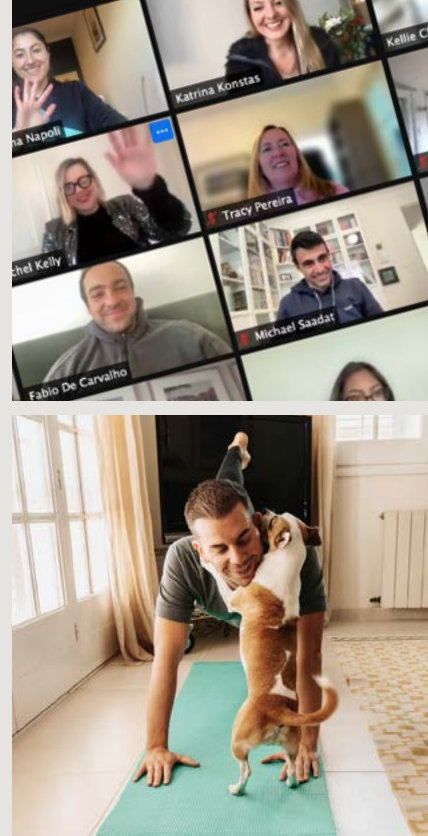 na Napoli
Katrina Konstas
Kellie C
chel Kelly
Tracy Pereira
Fabio De Carvalho
Michael Saadat